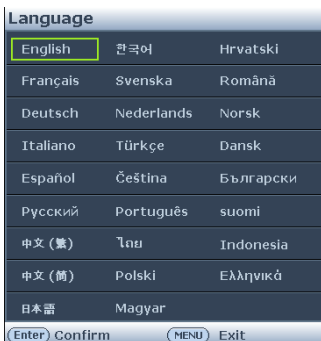 Language
English 한국어 Hrvatski
Français Svenska Română
Deutsch Nederlands Norsk
Italiano Türkçe Dansk
Español Čeština Български
Русский Português suomi
中文 (繁) ไทย Indonesia
中文 (简) Polski Ελληνικά
日本語 Magyar
Enter Confirm MENU Exit